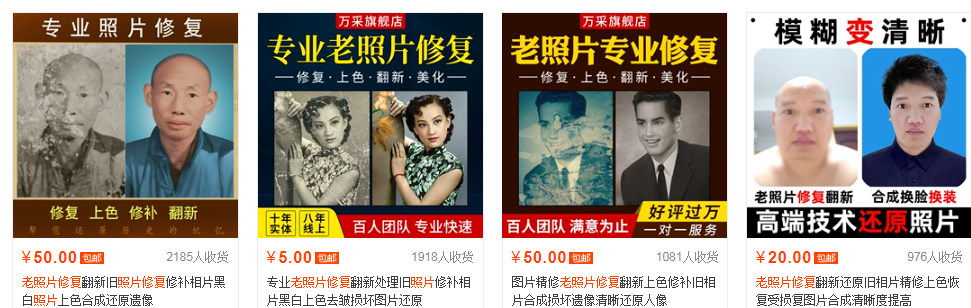 专业照片修复
修复 上色 修补 翻新
帮您还原历史的记忆
¥50.00 包邮 2185人收货
老照片修复翻新旧照片修复修补相片黑
白照片上色合成还原遗像
万采旗舰店
专业老照片修复
修复·上色·翻新·美化
十年实体
八年线上
百人团队 专业快速
¥5.00 包邮 1918人收货
专业老照片修复翻新处理旧照片修补相
片黑白上色去皱损坏图片还原
万采旗舰店
老照片专业修复
修复·上色·翻新·美化
好评过万
百人团队 满意为止
一对一服务
¥50.00 包邮 1081人收货
图片精修老照片修复上色修补旧相
片合成损坏遗像清晰还原人像
模糊变清晰
老照片修复翻新 合成换脸换装
高端技术还原照片
¥20.00 包邮 976人收货
老照片修复翻新还原旧相片精修上色恢
复受损复图片合成清晰度提高